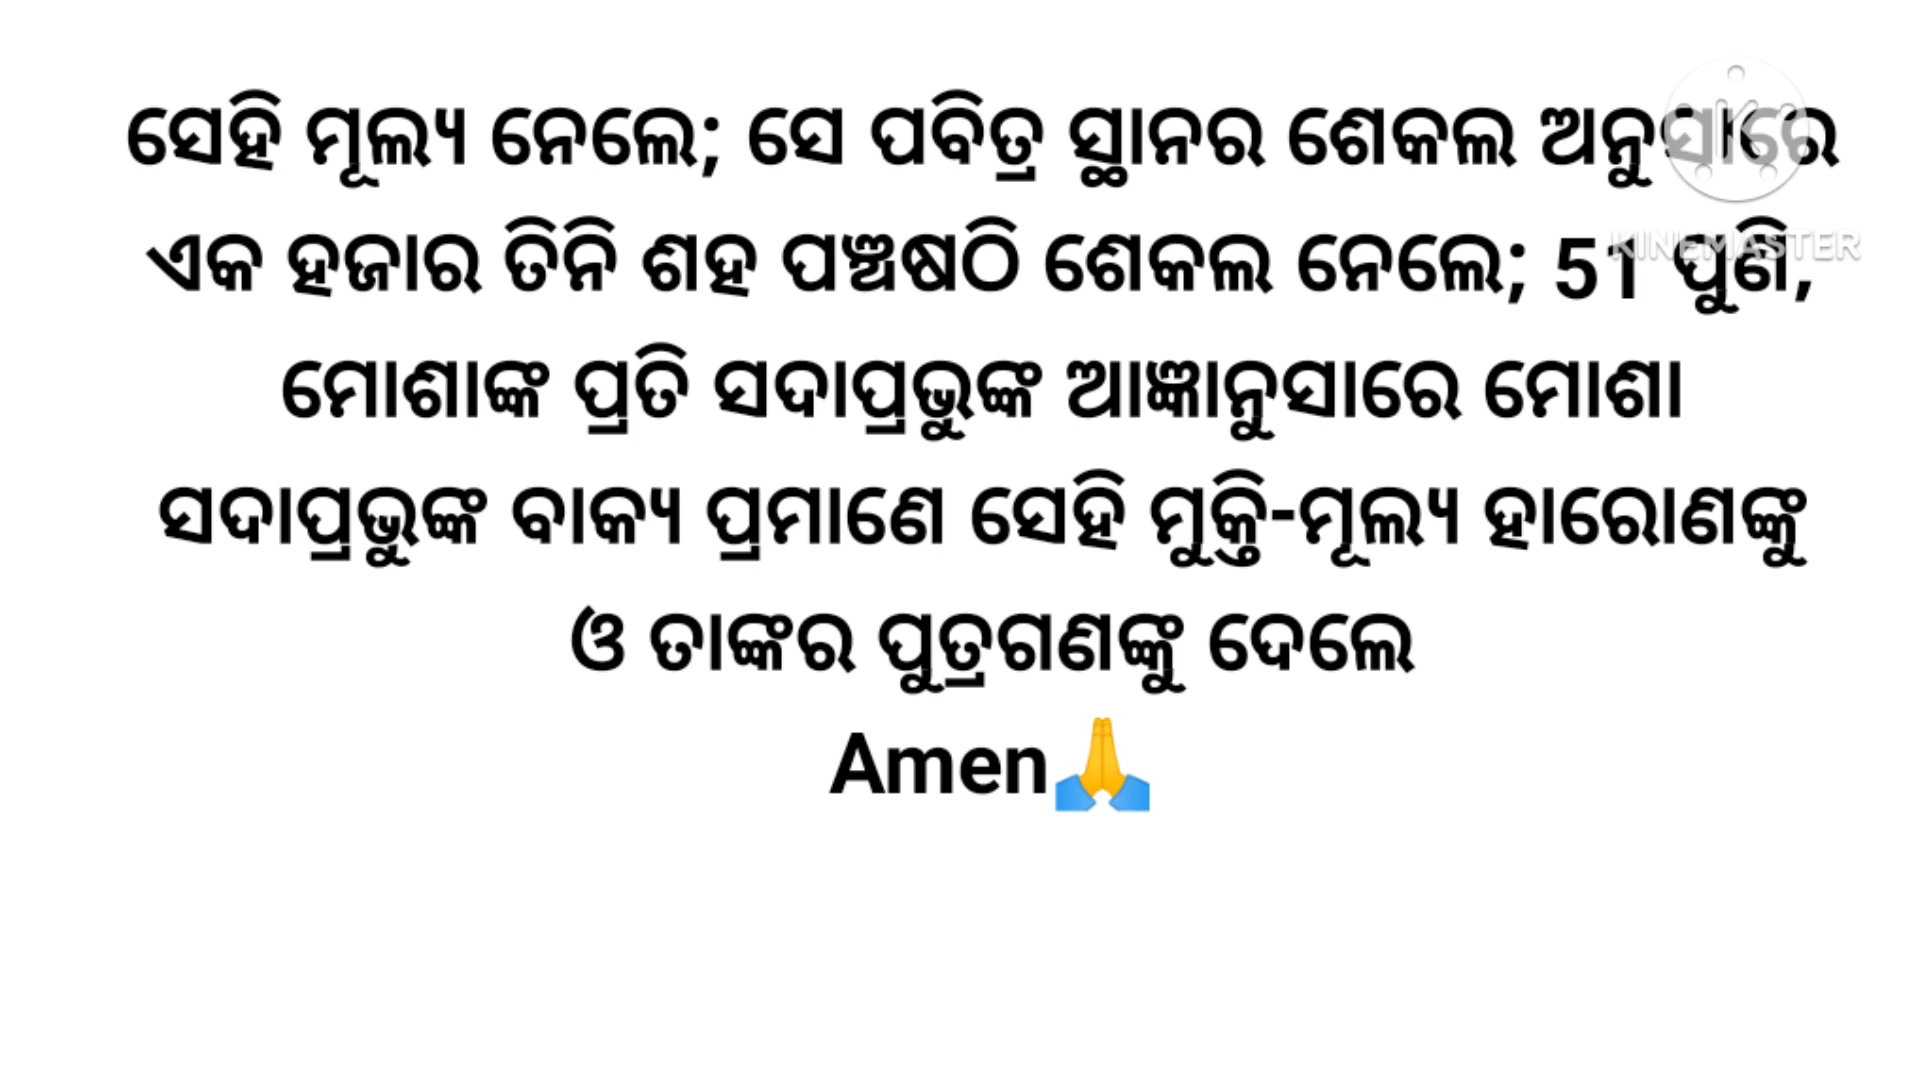 ସେହି ମୂଲ୍ୟ ନେଲେ; ସେ ପବିତ୍ର ସ୍ଥାନର ଶେକଲ ଅନୁସାରେ
ଏକ ହଜାର ତିନି ଶହ ପଞ୍ଚଷଠି ଶେକଲ ନେଲେ; 51 ପୁଣି,
ମୋଶାଙ୍କ ପ୍ରତି ସଦାପ୍ରଭୁଙ୍କ ଆଜ୍ଞାନୁସାରେ ମୋଶା
ସଦାପ୍ରଭୁଙ୍କ ବାକ୍ୟ ପ୍ରମାଣେ ସେହି ମୁକ୍ତି-ମୂଲ୍ୟ ହାରୋଣଙ୍କୁ
ଓ ତାଙ୍କର ପୁତ୍ରଗଣଙ୍କୁ ଦେଲେ
Amen🙏
K
KINEMASTER